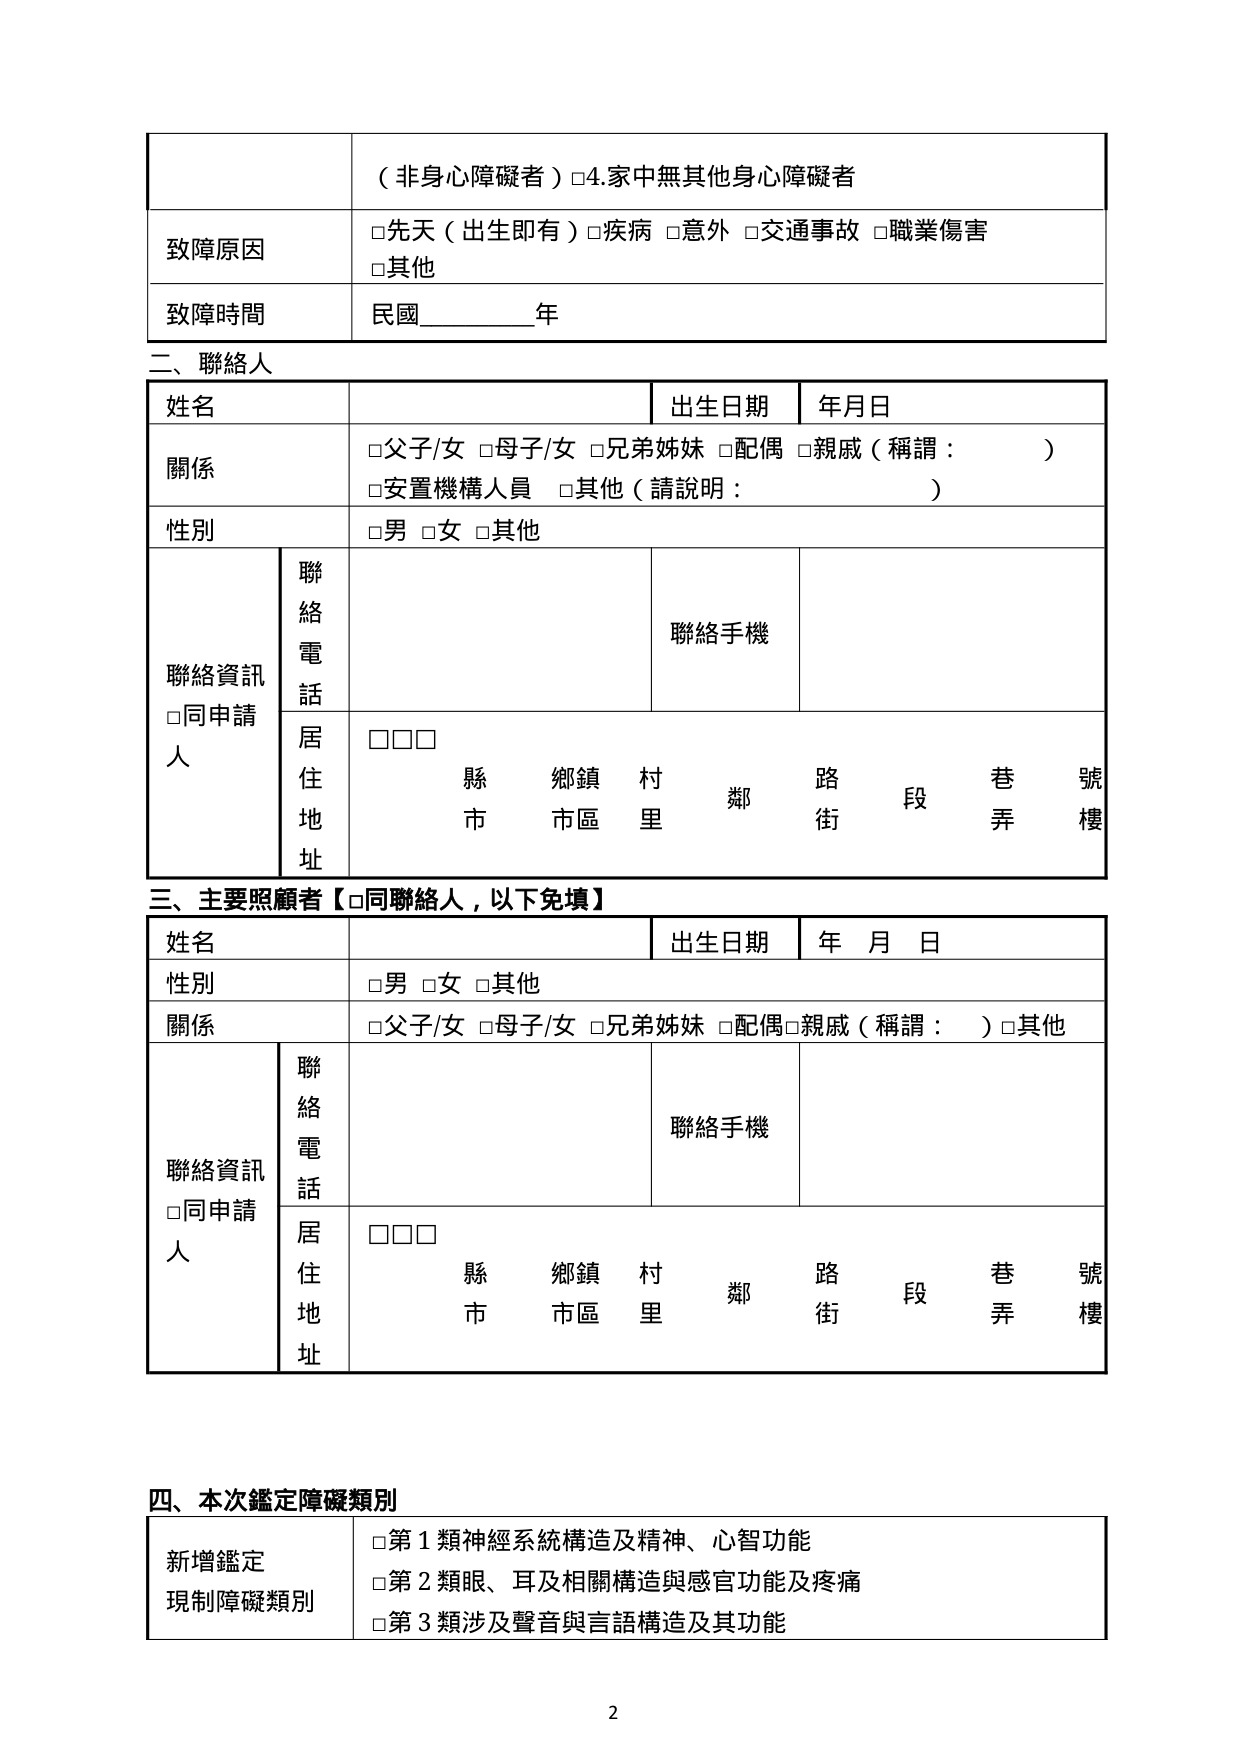 （非身心障礙者）□4.家中無其他身心障礙者
致障原因
□先天（出生即有）□疾病 □意外 □交通事故 □職業傷害
□其他
致障時間
民國_________年
二、聯絡人
姓名
出生日期
年月日
關係
□父子/女 □母子/女 □兄弟姊妹 □配偶 □親戚（稱謂：　　　）
□安置機構人員　□其他（請說明：　　　　　　　）
性別
□男 □女 □其他
聯絡資訊
□同申請
人
聯
絡
電
話
聯絡手機
居
住
地
址
□□□
縣　鄉鎮　村　鄰　路　段　巷　號
市　市區　里　街　弄　樓
三、主要照顧者【□同聯絡人，以下免填】
姓名
出生日期
年　月　日
性別
□男 □女 □其他
關係
□父子/女 □母子/女 □兄弟姊妹 □配偶□親戚（稱謂：　）□其他
聯絡資訊
□同申請
人
聯
絡
電
話
聯絡手機
居
住
地
址
□□□
縣　鄉鎮　村　鄰　路　段　巷　號
市　市區　里　街　弄　樓
四、本次鑑定障礙類別
新增鑑定
現制障礙類別
□第 1 類神經系統構造及精神、心智功能
□第 2 類眼、耳及相關構造與感官功能及疼痛
□第 3 類涉及聲音與言語構造及其功能
2